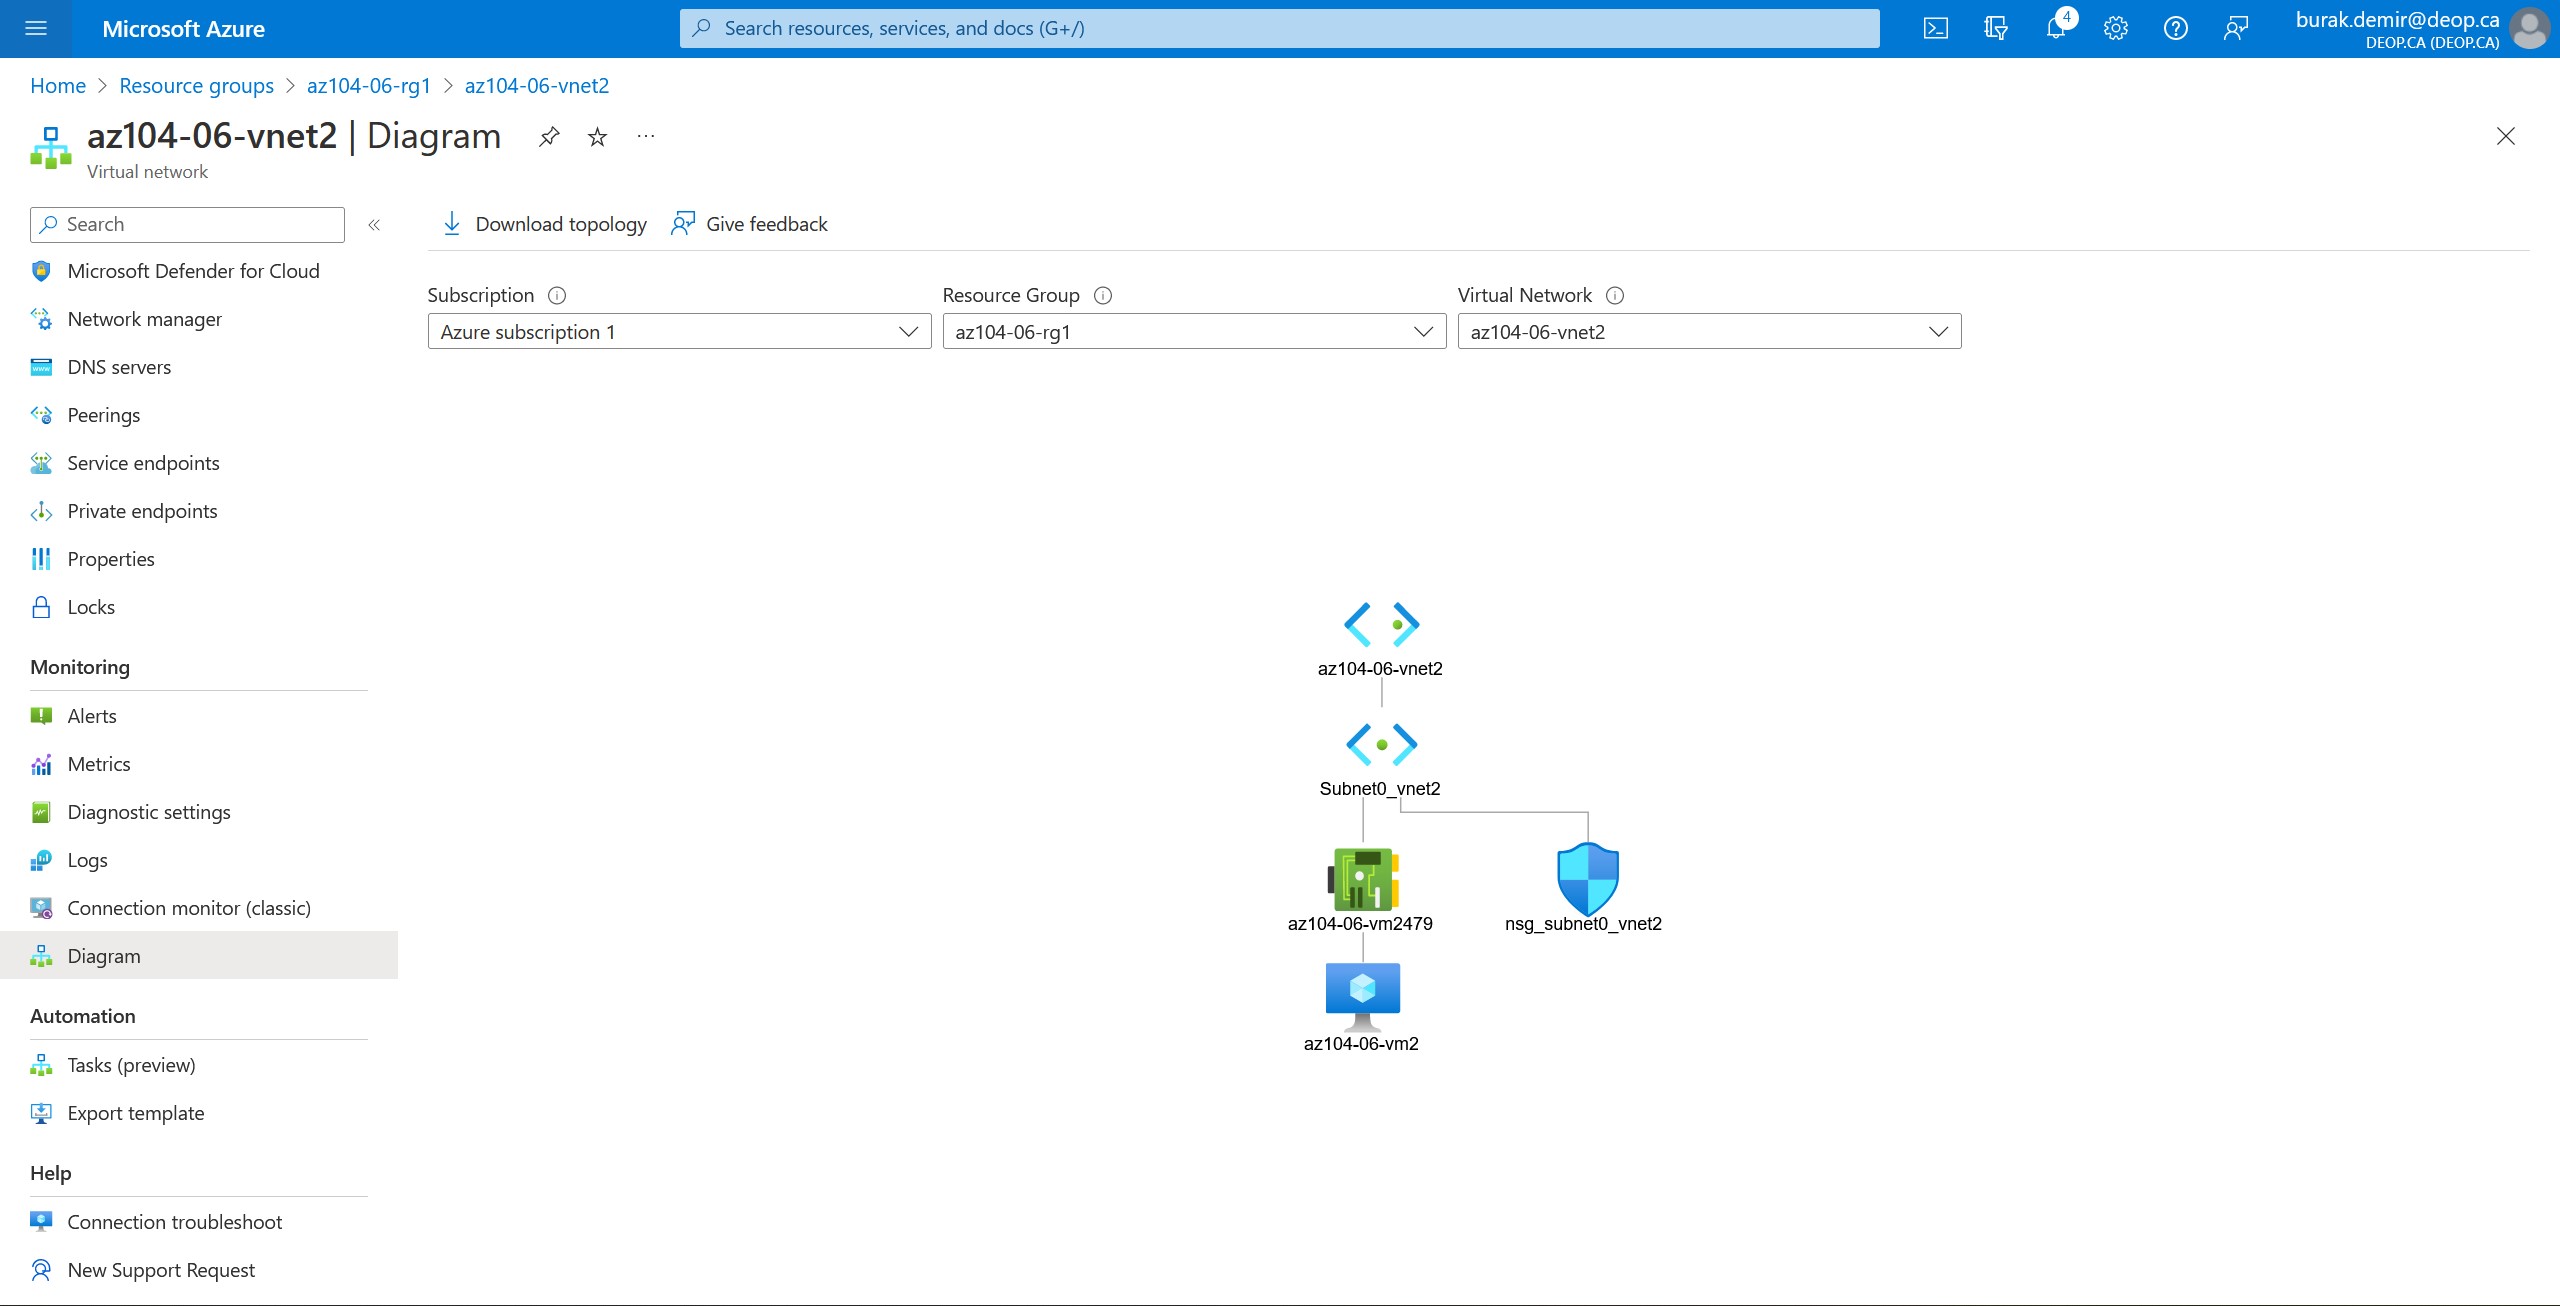 Microsoft Azure
Search resources, services, and docs (G+/)
4
burak.demir@deop.ca
DEOP.CA (DEOP.CA)
Home > Resource groups > az104-06-rg1 > az104-06-vnet2
az104-06-vnet2 | Diagram
Virtual network
Search
Microsoft Defender for Cloud
Network manager
DNS servers
Peerings
Service endpoints
Private endpoints
Properties
Locks
Monitoring
Alerts
Metrics
Diagnostic settings
Logs
Connection monitor (classic)
Diagram
Automation
Tasks (preview)
Export template
Help
Connection troubleshoot
New Support Request
Download topology
Give feedback
Subscription
Azure subscription 1
Resource Group
az104-06-rg1
Virtual Network
az104-06-vnet2
az104-06-vnet2
Subnet0_vnet2
az104-06-vm2479
nsg_subnet0_vnet2
az104-06-vm2